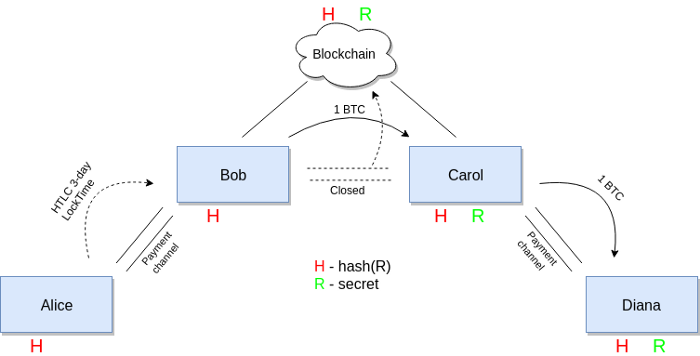 H R
Blockchain
1 BTC
Bob
Carol
Closed
HTLC 3-day
LockTime
1 BTC
H
H R
Payment
channel
Payment
channel
H - hash(R)
R - secret
Alice
Diana
H
H R